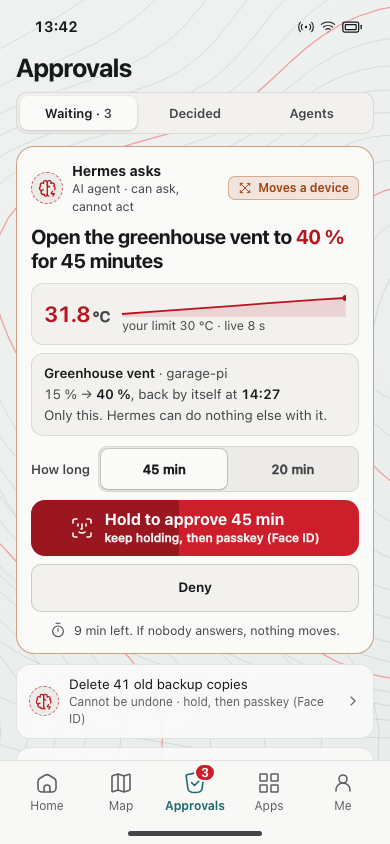 13:42
Approvals
Waiting · 3
Decided
Agents
Hermes asks
AI agent · can ask,
cannot act
Moves a device
Open the greenhouse vent to 40 %
for 45 minutes
31.8 °C
your limit 30 °C · live 8 s
Greenhouse vent · garage-pi
15 % → 40 %, back by itself at 14:27
Only this. Hermes can do nothing else with it.
How long
45 min
20 min
Hold to approve 45 min
keep holding, then passkey (Face ID)
Deny
9 min left. If nobody answers, nothing moves.
Delete 41 old backup copies
Cannot be undone · hold, then passkey (Face
ID)
3
Home
Map
Approvals
Apps
Me